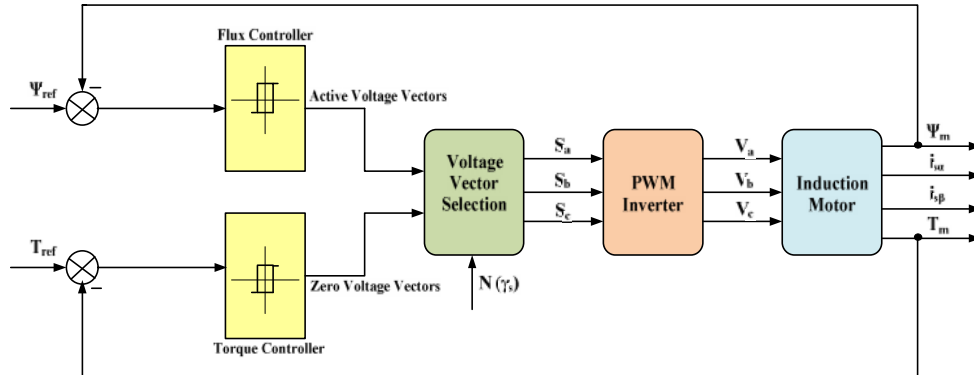 Flux Controller
Ψref
Active Voltage Vectors
Voltage
Vector
Selection
Sa
Sb
Sc
PWM
Inverter
Va
Vb
Vc
Induction
Motor
Ψm
isα
isβ
Tm
Tref
Zero Voltage Vectors
N (γs)
Torque Controller